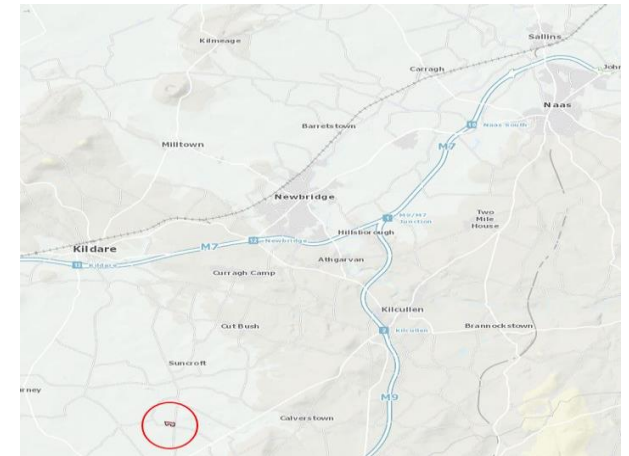 Sallins
Kilmeage
John
Carragh
Naas
Barretstown
Naas South
M7
Milltown
Newbridge
M9/M7
Junction
Two
Mile
House
Hillsborough
Kildare
M7
Newbridge
Athgarvan
Kildare
Curragh Camp
Kilcullen
Cut Bush
Kilcullen
Brannockstown
Suncroft
rney
M9
Calverstown